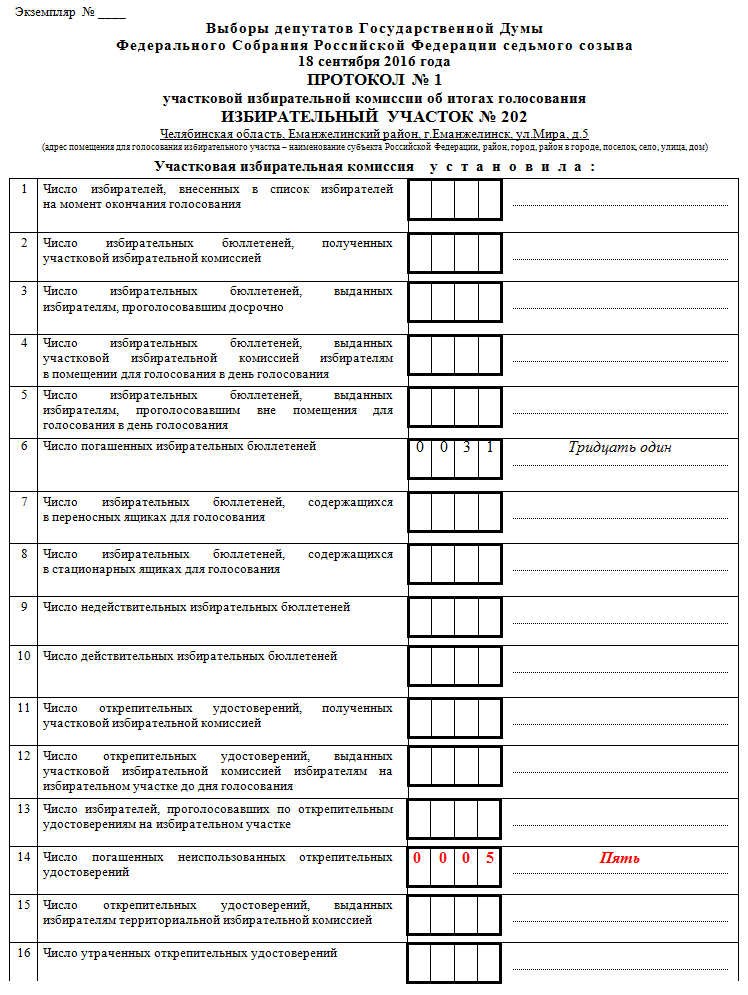 Экземпляр № ____
Выборы депутатов Государственной Думы
Федерального Собрания Российской Федерации седьмого созыва
18 сентября 2016 года
ПРОТОКОЛ № 1
участковой избирательной комиссии об итогах голосования
ИЗБИРАТЕЛЬНЫЙ УЧАСТОК № 202
Челябинская область, Еманжелинский район, г.Еманжелинск, ул.Мира, д.5
(адрес помещения для голосования избирательного участка – наименование субъекта Российской Федерации, район, город, район в городе, поселок, село, улица, дом)
Участковая избирательная комиссия у с т а н о в и л а :
1 Число избирателей, внесенных в список избирателей
на момент окончания голосования
2 Число избирательных бюллетеней, полученных
участковой избирательной комиссией
3 Число избирательных бюллетеней, выданных
избирателям, проголосовавшим досрочно
4 Число избирательных бюллетеней, выданных
участковой избирательной комиссией избирателям
в помещении для голосования в день голосования
5 Число избирательных бюллетеней, выданных
избирателям, проголосовавшим вне помещения для
голосования в день голосования
6 Число погашенных избирательных бюллетеней 0 0 3 1 Тридцать один
7 Число избирательных бюллетеней, содержащихся
в переносных ящиках для голосования
8 Число избирательных бюллетеней, содержащихся
в стационарных ящиках для голосования
9 Число недействительных избирательных бюллетеней
10 Число действительных избирательных бюллетеней
11 Число открепительных удостоверений, полученных
участковой избирательной комиссией
12 Число открепительных удостоверений, выданных
участковой избирательной комиссией избирателям на
избирательном участке до дня голосования
13 Число избирателей, проголосовавших по открепительным
удостоверениям на избирательном участке
14 Число погашенных неиспользованных открепительных 0 0 0 5 Пять
удостоверений
15 Число открепительных удостоверений, выданных
избирателям территориальной избирательной комиссией
16 Число утраченных открепительных удостоверений